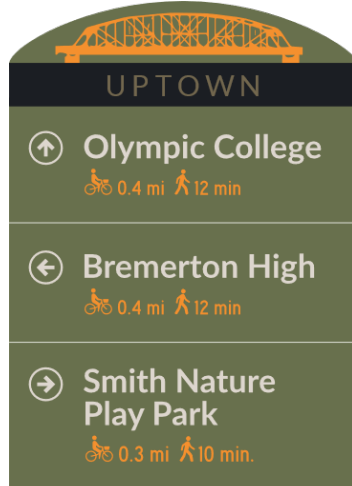 UPTOWN
Olympic College
0.4 mi 12 min
Bremerton High
0.4 mi 12 min
Smith Nature
Play Park
0.3 mi 10 min.